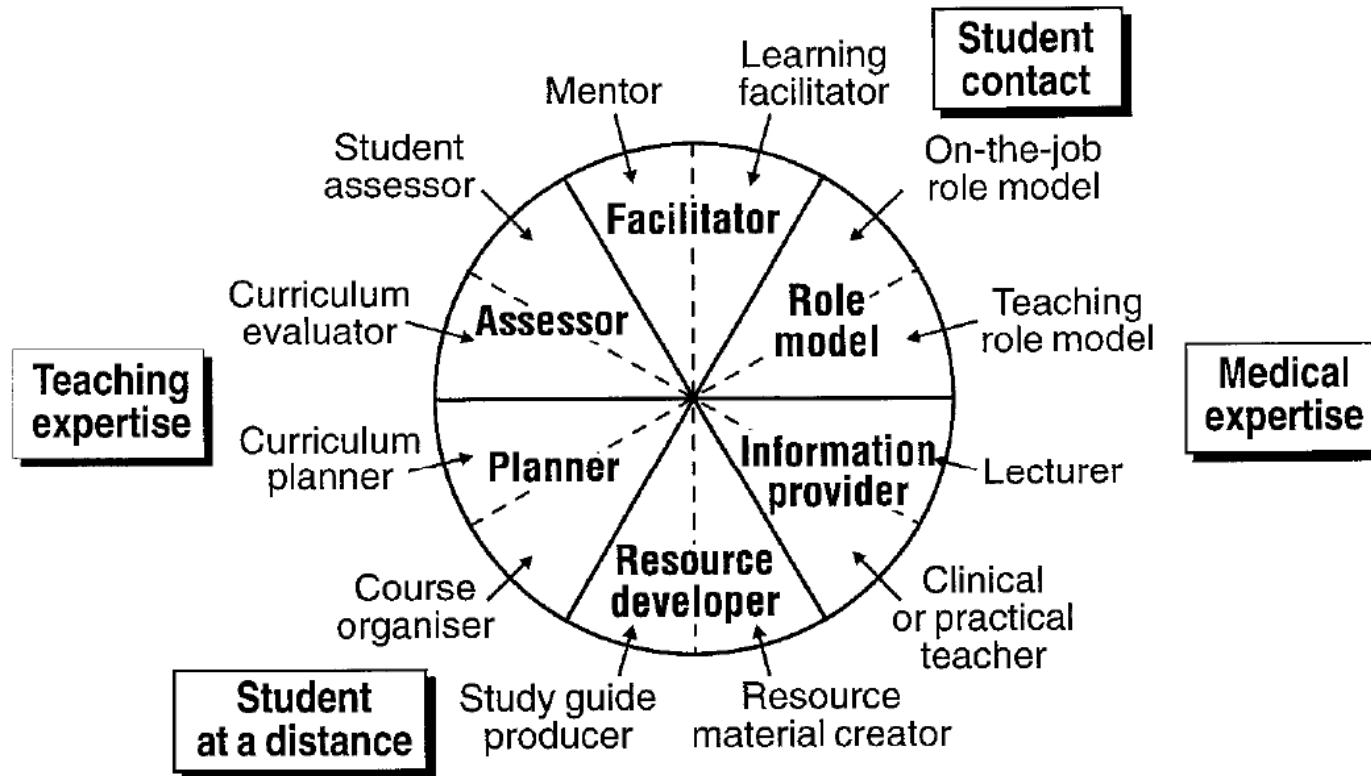 Student
contact
Learning
facilitator
Mentor
On-the-job
role model
Student
assessor
Facilitator
Role
model
Teaching
role model
Curriculum
evaluator
Assessor
Teaching
expertise
Medical
expertise
Curriculum
planner
Planner
Information
provider
Lecturer
Resource
developer
Course
organiser
Clinical
or practical
teacher
Student
at a distance
Study guide
producer
Resource
material creator